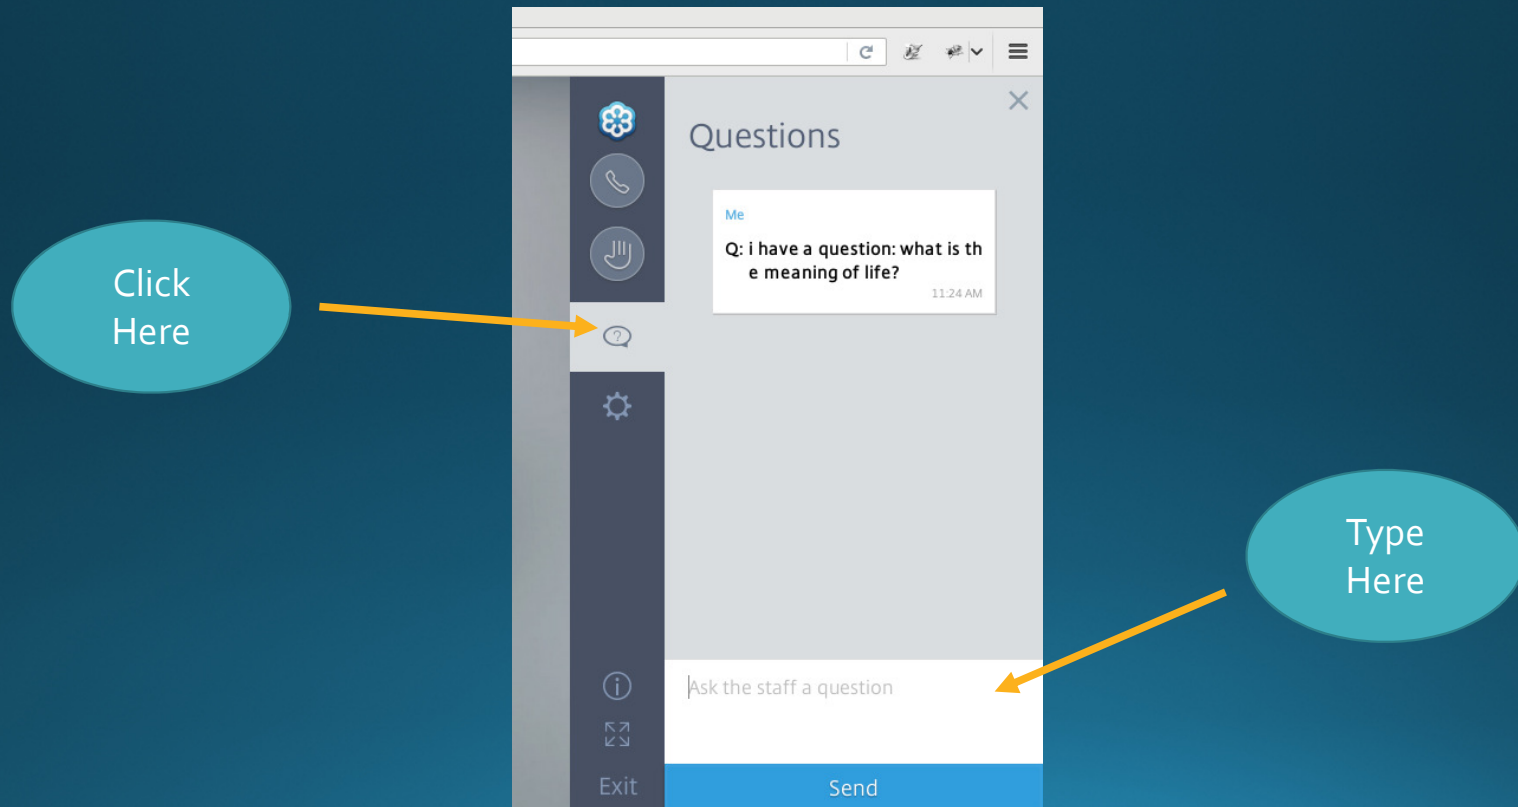 Questions
Me
Q: i have a question: what is th
e meaning of life?
11:24 AM
Click
Here
Type
Here
Ask the staff a question
Exit
Send